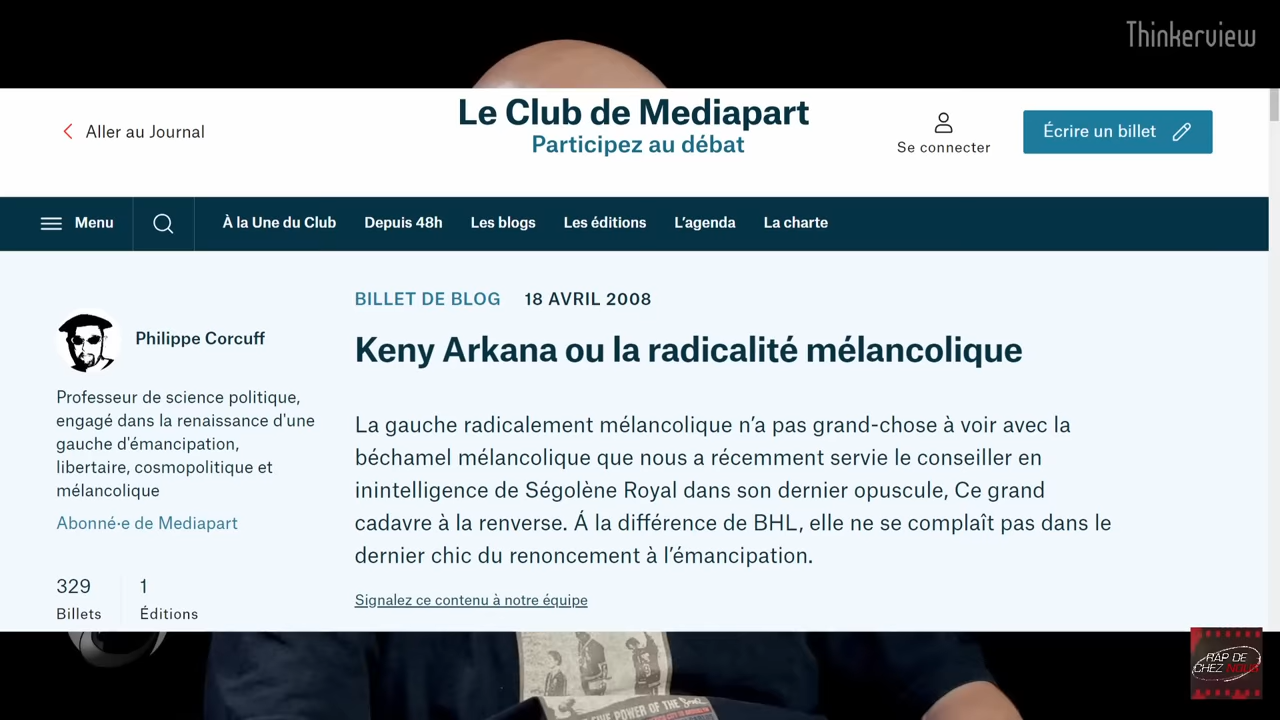 Thinkerview
Le Club de Mediapart
Participez au débat
Aller au Journal
Se connecter
Écrire un billet
Menu
À la Une du Club
Depuis 48h
Les blogs
Les éditions
L'agenda
La charte
BILLET DE BLOG 18 AVRIL 2008
Keny Arkana ou la radicalité mélancolique
Philippe Corcuff
Professeur de science politique,
engagé dans la renaissance d'une
gauche d'émancipation,
libertaire, cosmopolitique et
mélancolique
Abonné·e de Mediapart
329
Billets
1
Éditions
La gauche radicalement mélancolique n'a pas grand-chose à voir avec la
béchamel mélancolique que nous a récemment servie le conseiller en
inintelligence de Ségolène Royal dans son dernier opuscule, Ce grand
cadavre à la renverse. Á la différence de BHL, elle ne se complaît pas dans le
dernier chic du renoncement à l'émancipation.
Signalez ce contenu à notre équipe
POWER OF THE
RAP DE
CHEZ NOUS